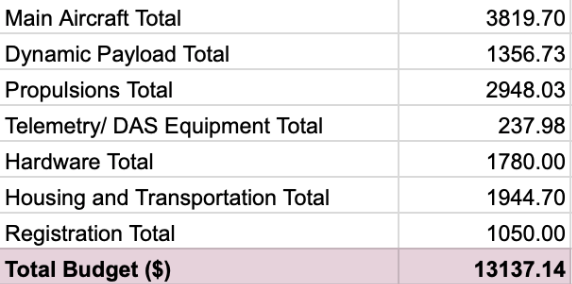 Main Aircraft Total 3819.70
Dynamic Payload Total 1356.73
Propulsions Total 2948.03
Telemetry/ DAS Equipment Total 237.98
Hardware Total 1780.00
Housing and Transportation Total 1944.70
Registration Total 1050.00
Total Budget ($) 13137.14